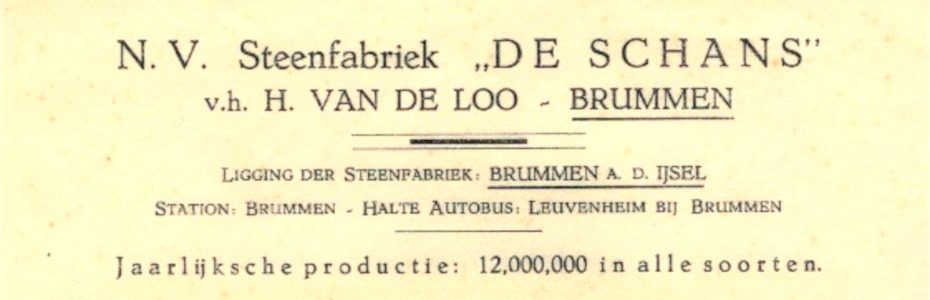 N. V. Steenfabriek „DE SCHANS”
v.h. H. VAN DE LOO - BRUMMEN
LIGGING DER STEENFABRIEK: BRUMMEN A. D. IJSEL
STATION: BRUMMEN - HALTE AUTOBUS: LEUVENHEIM BIJ BRUMMEN
Jaarlijksche productie: 12,000,000 in alle soorten.